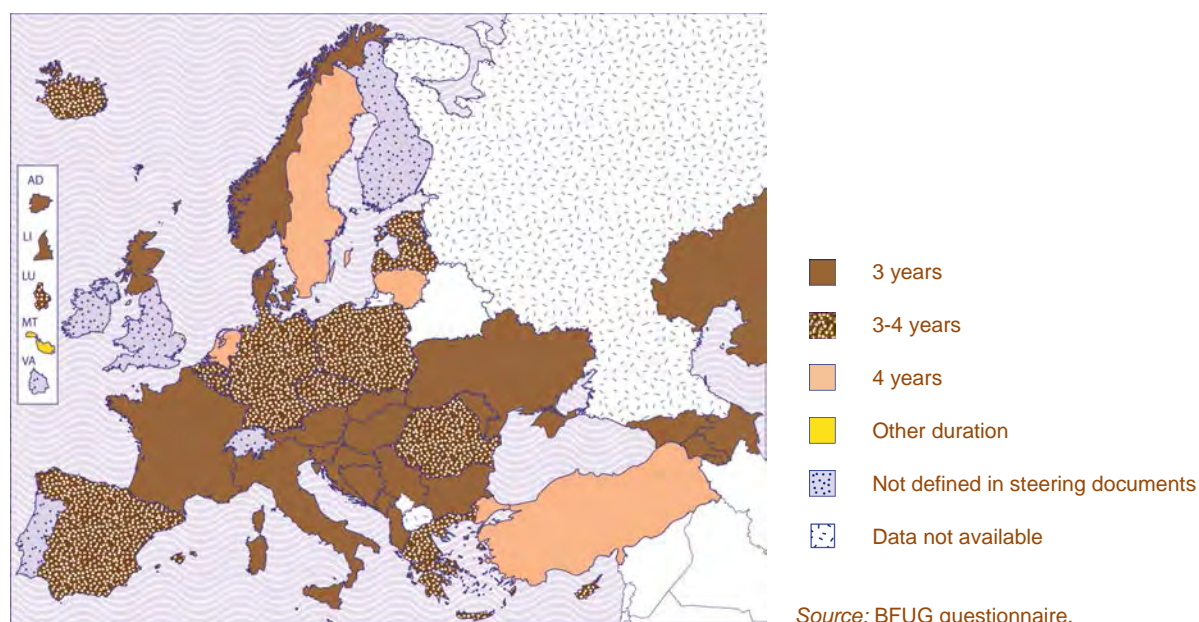 AD
LI
LU
MT
VA
3 years
3-4 years
4 years
Other duration
Not defined in steering documents
Data not available
Source: BFUG questionnaire.